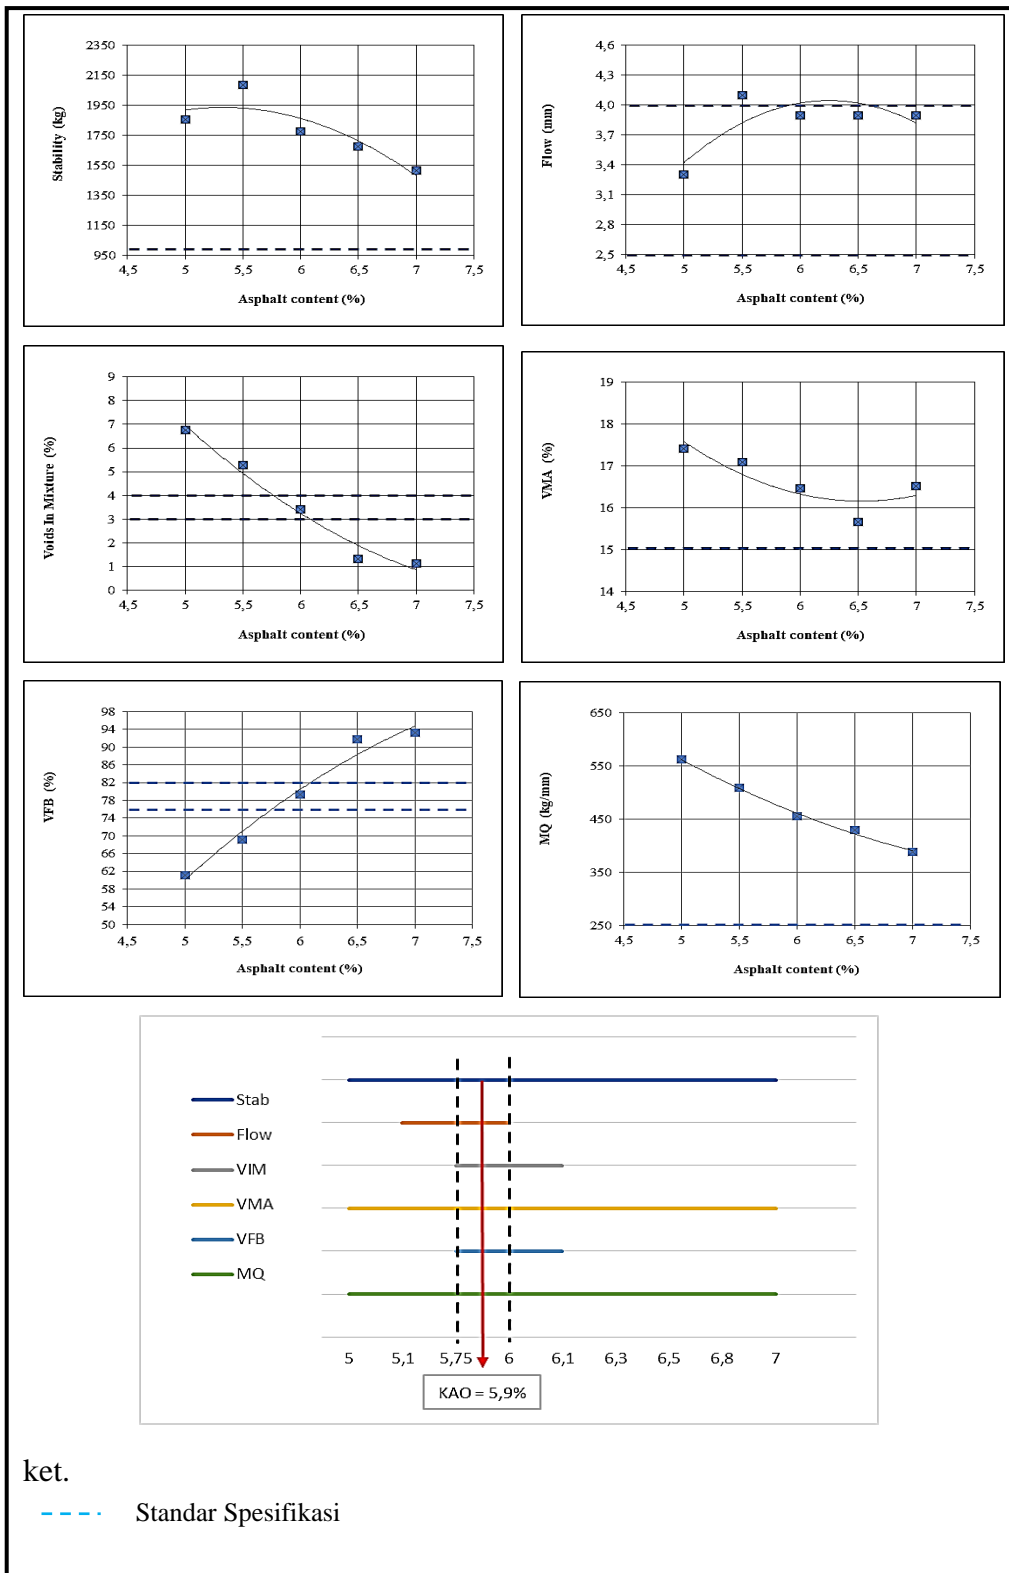 Stability (kg)
2350
2150
1950
1750
1550
1350
1150
950
4,5 5 5,5 6 6,5 7 7,5
Asphalt content (%)
Flow (mm)
4,6
4,3
4,0
3,7
3,4
3,1
2,8
2,5
4,5 5 5,5 6 6,5 7 7,5
Asphalt content (%)
Voids In Mixture (%)
9
8
7
6
5
4
3
2
1
0
4,5 5 5,5 6 6,5 7 7,5
Asphalt content (%)
VMA (%)
19
18
17
16
15
14
4,5 5 5,5 6 6,5 7 7,5
Asphalt content (%)
VFB (%)
98
94
90
86
82
78
74
70
66
62
58
54
50
4,5 5 5,5 6 6,5 7 7,5
Asphalt content (%)
MQ (kg/mm)
650
550
450
350
250
4,5 5 5,5 6 6,5 7 7,5
Asphalt content (%)
Stab
Flow
VIM
VMA
VFB
MQ
5 5,1 5,75 6 6,1 6,3 6,5 6,8 7
KAO = 5,9%
ket.
Standar Spesifikasi